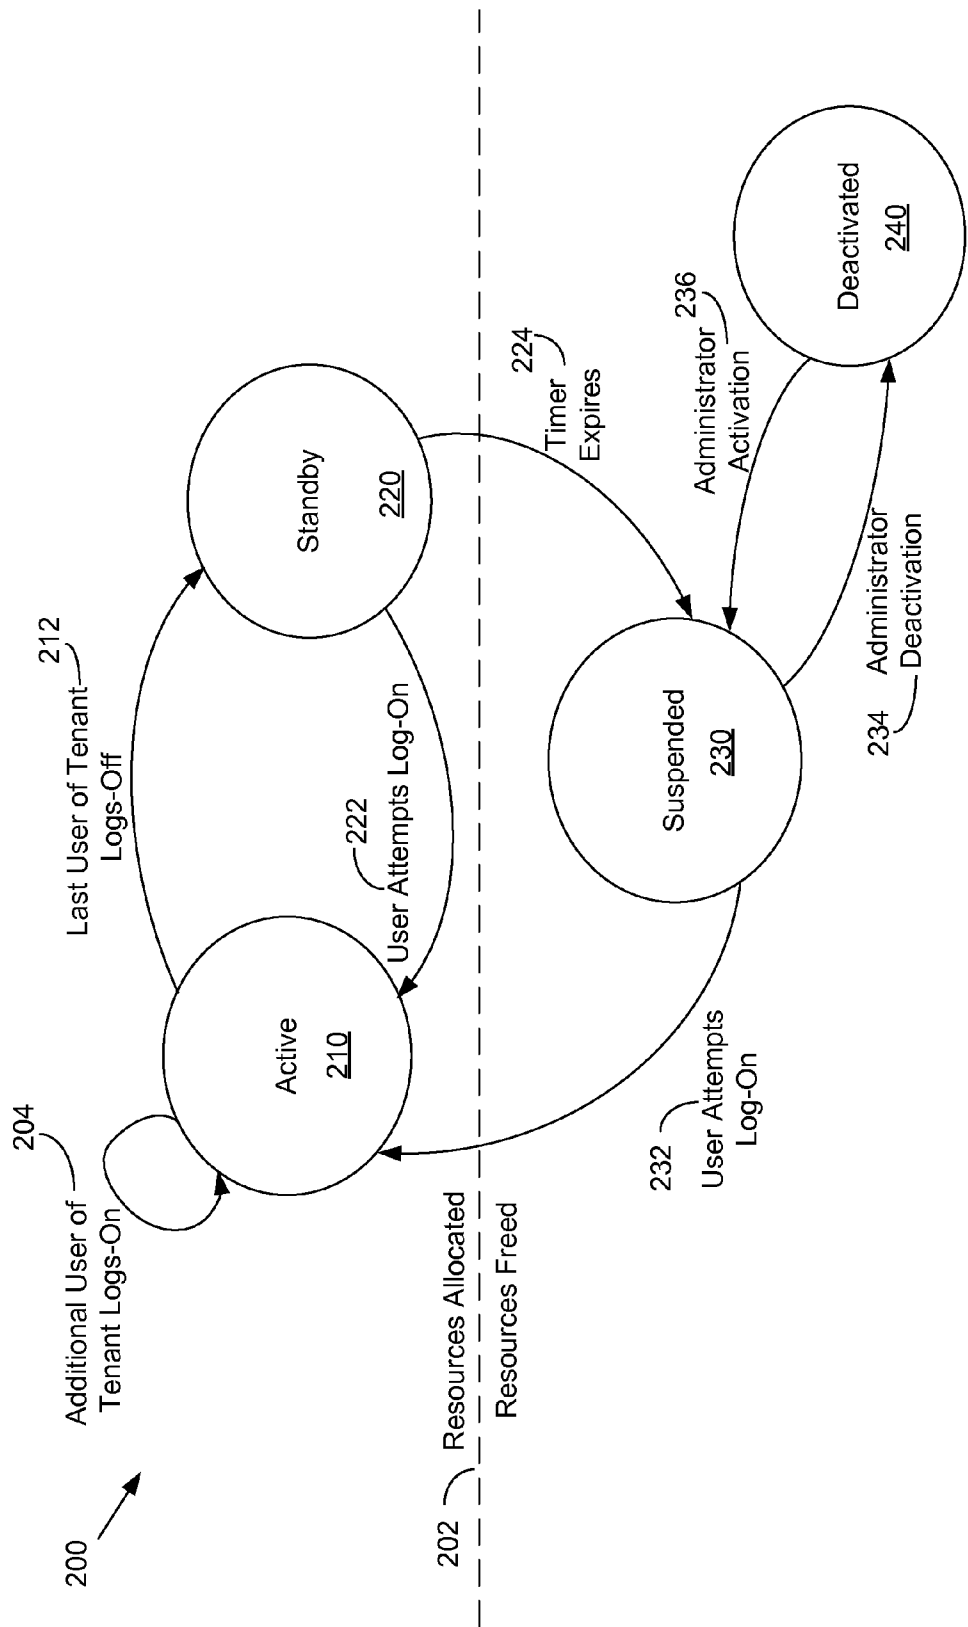 200
204
Additional User of
Tenant Logs-On
212
Last User of Tenant
Logs-Off
Active
210
222
User Attempts Log-On
Standby
220
202
Resources Allocated
Resources Freed
224
Timer
Expires
232
User Attempts
Log-On
Suspended
230
236
Administrator
Activation
234
Administrator
Deactivation
Deactivated
240